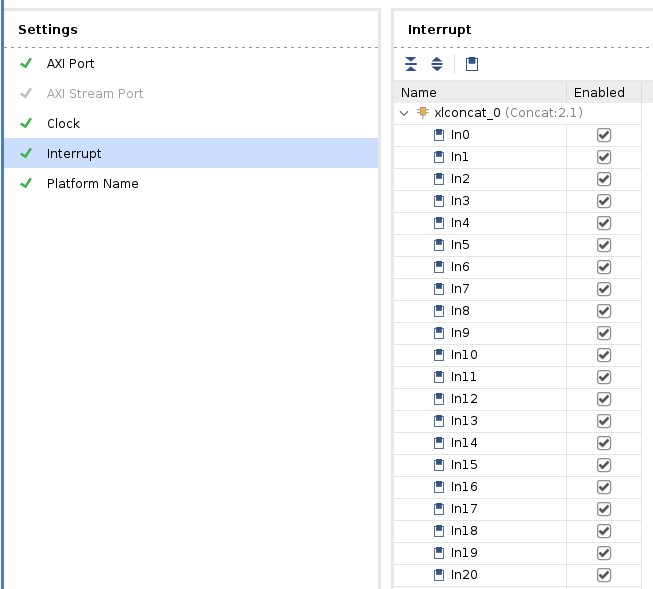 Settings
AXI Port
AXI Stream Port
Clock
Interrupt
Platform Name
Interrupt
Name Enabled
xlconcat_0 (Concat:2.1)
In0
In1
In2
In3
In4
In5
In6
In7
In8
In9
In10
In11
In12
In13
In14
In15
In16
In17
In18
In19
In20